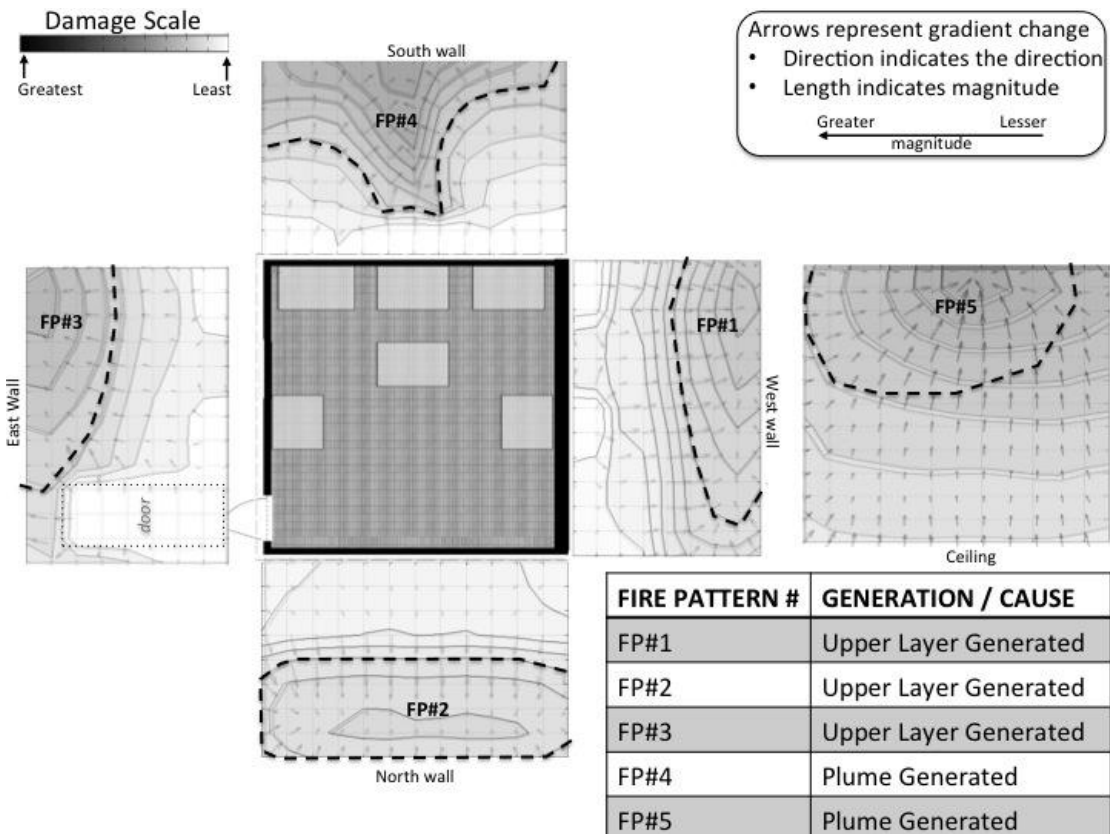 Damage Scale
Greatest
Least
South wall
Arrows represent gradient change
• Direction indicates the direction
• Length indicates magnitude
Greater
Lesser
magnitude
FP#4
East Wall
FP#3
door
FP#1
West wall
FP#5
Ceiling
FP#2
North wall
FIRE PATTERN # GENERATION / CAUSE
FP#1 Upper Layer Generated
FP#2 Upper Layer Generated
FP#3 Upper Layer Generated
FP#4 Plume Generated
FP#5 Plume Generated